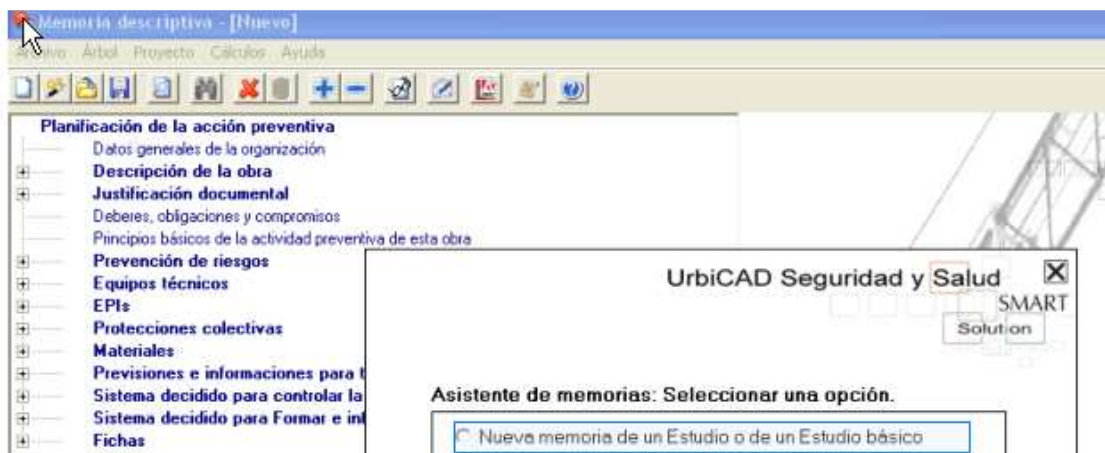 Memoria descriptiva - [Nuevo]
Archivo Árbol Proyecto Cálculos Ayuda
Planificación de la acción preventiva
Datos generales de la organización
Descripción de la obra
Justificación documental
Deberes, obligaciones y compromisos
Principios básicos de la actividad preventiva de esta obra
Prevención de riesgos
Equipos técnicos
EPIs
Protecciones colectivas
Materiales
Previsiones e informaciones para t
Sistema decidido para controlar la
Sistema decidido para Formar e inf
Fichas
UrbiCAD Seguridad y Salud
SMART
Solution
Asistente de memorias: Seleccionar una opción.
Nueva memoria de un Estudio o de un Estudio básico